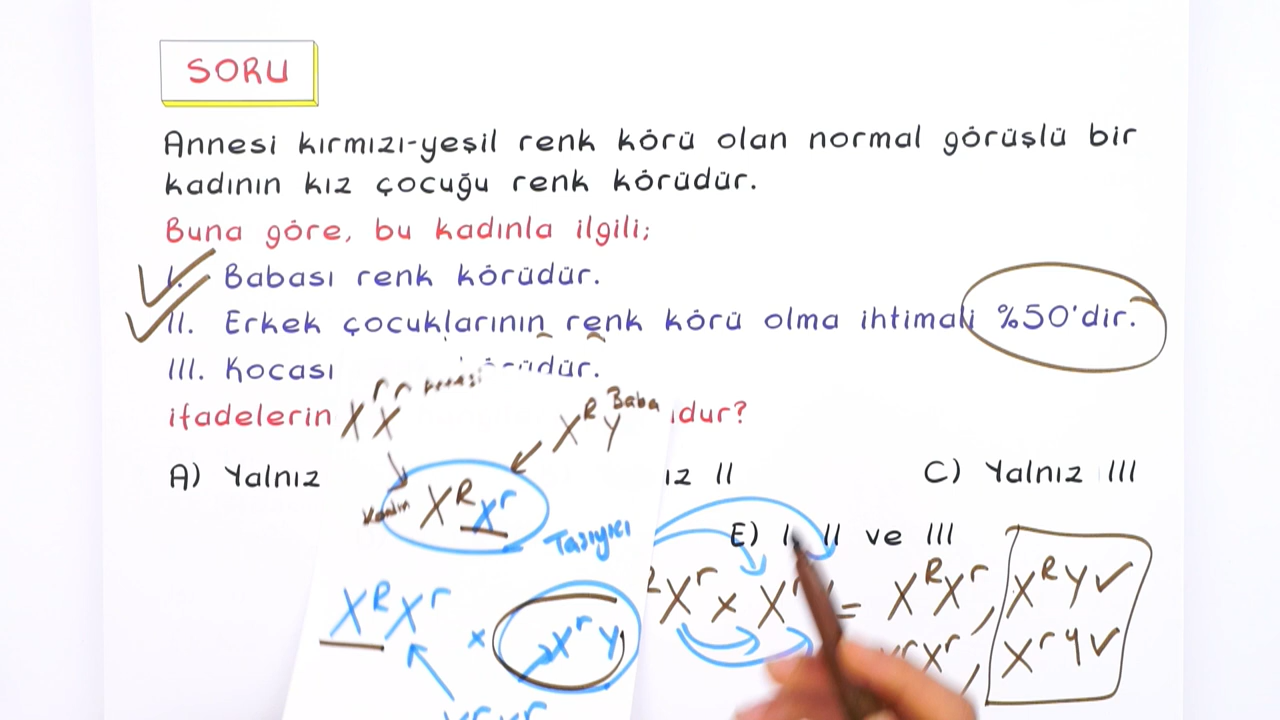 SORU
Annesi kırmızı-yeşil renk körü olan normal görüşlü bir
kadının kız çocuğu renk körüdür.
Buna göre, bu kadınla ilgili;
I. Babası renk körüdür.
II. Erkek çocuklarının renk körü olma ihtimali %50'dir.
III. Kocası
ifadelerin
A) Yalnız
II
C) Yalnız III
E) I, II ve III
X^r X^r
X^R Y Baba
Kadın X^R X^r
Taşıyıcı
X^R X^r x X^r Y
X^r x X^r = X^R X^r, X^R Y ✓
X^r X^r, X^r Y ✓